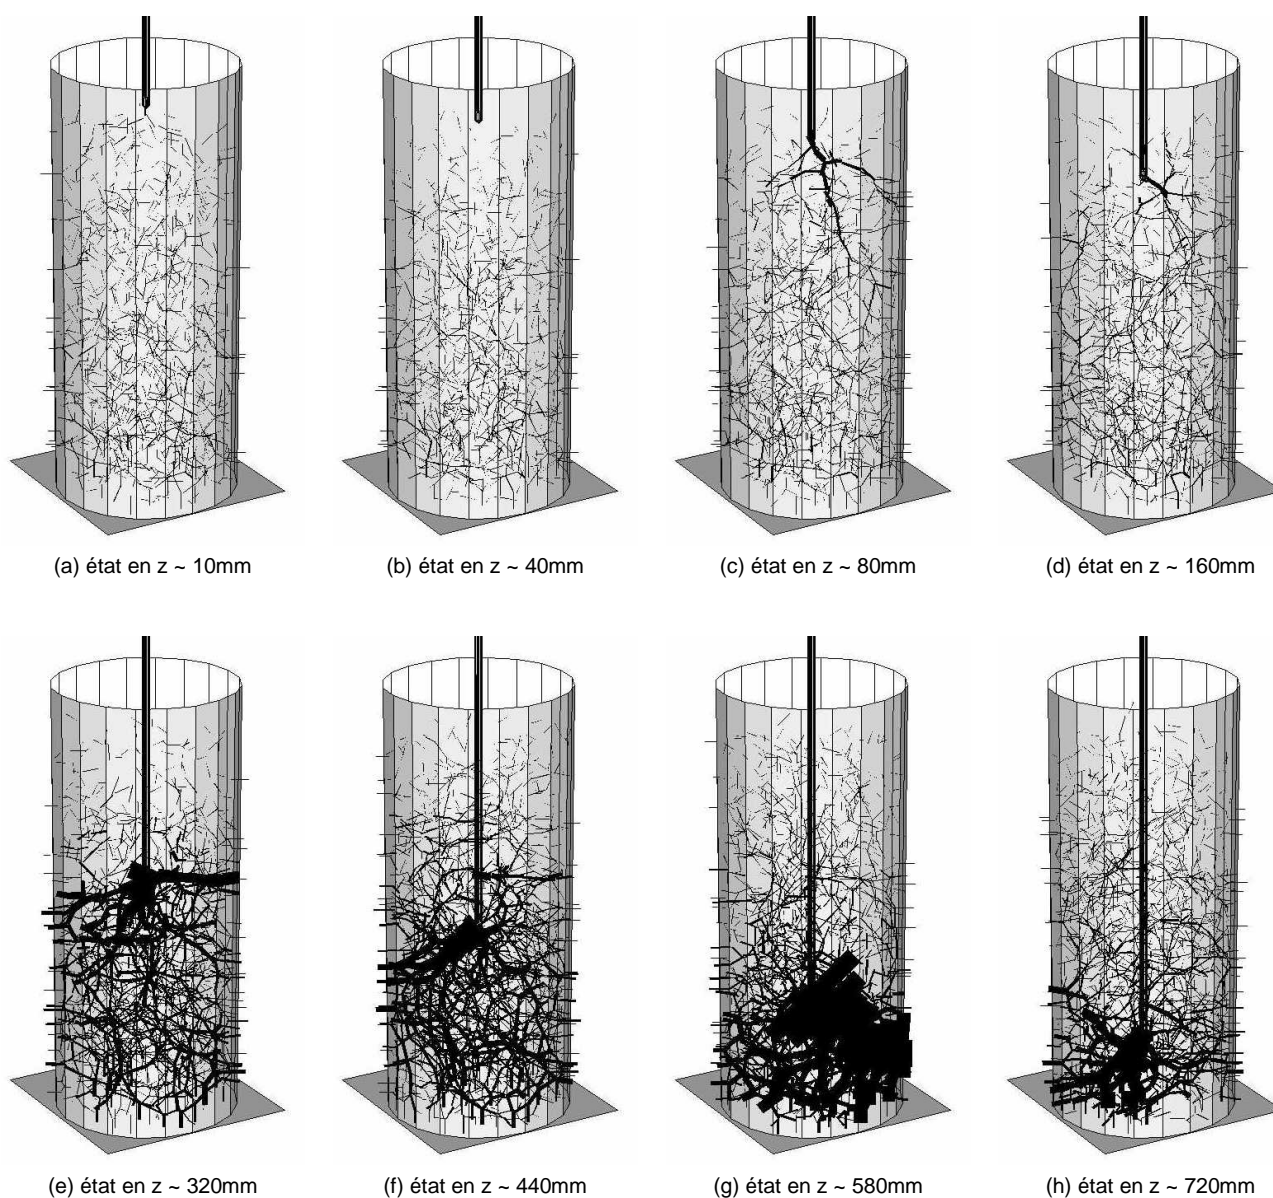 (a) état en z ~ 10mm
(b) état en z ~ 40mm
(c) état en z ~ 80mm
(d) état en z ~ 160mm
(e) état en z ~ 320mm
(f) état en z ~ 440mm
(g) état en z ~ 580mm
(h) état en z ~ 720mm